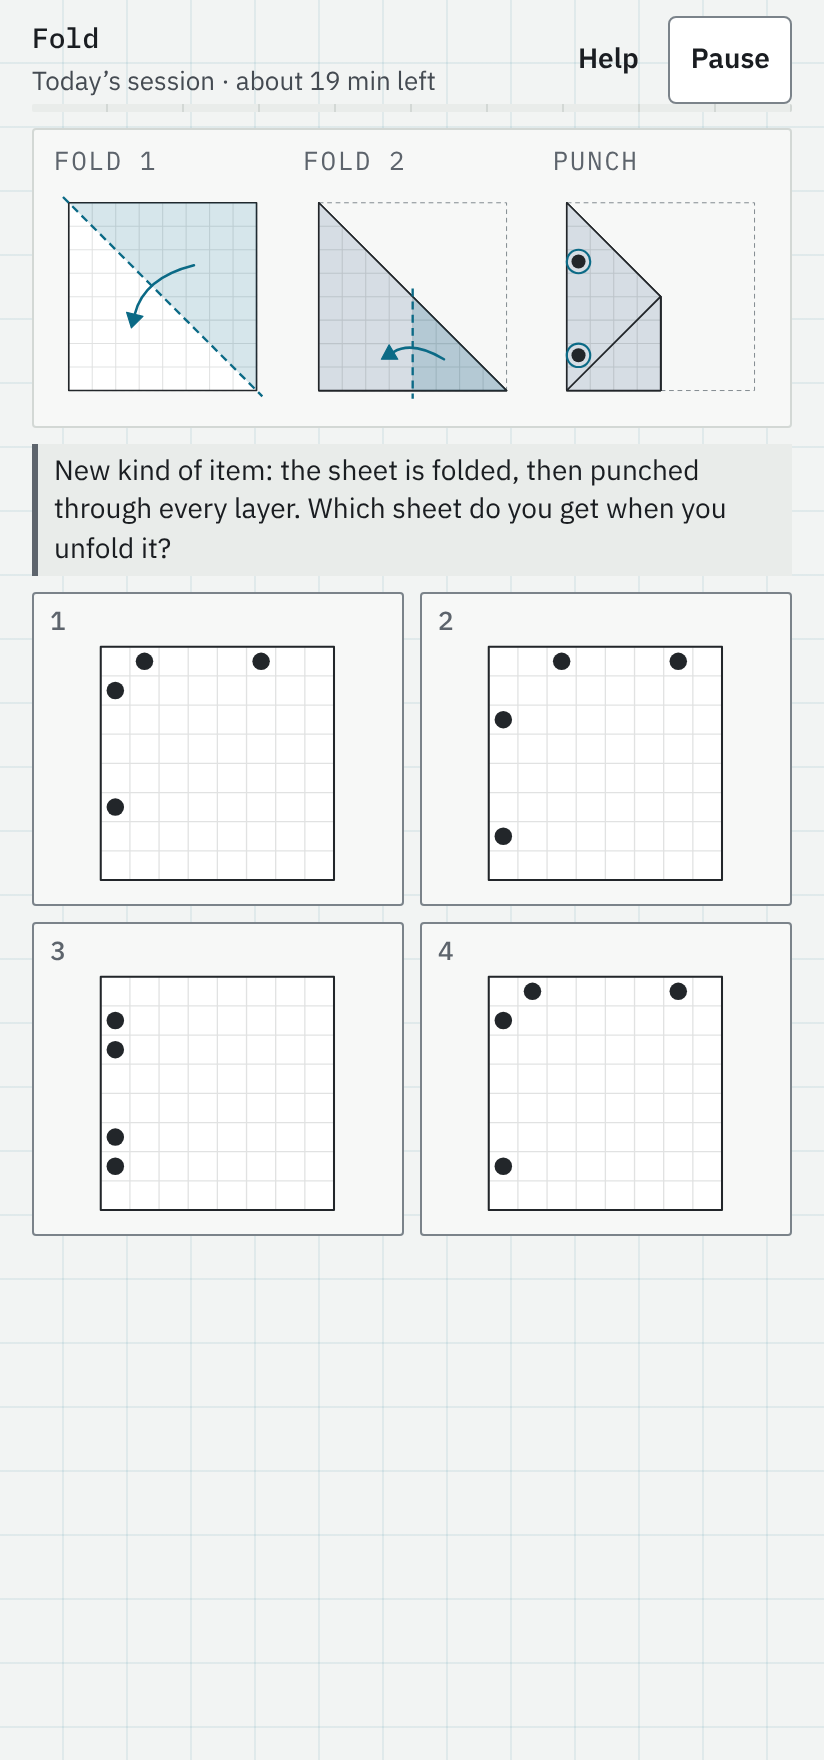 Fold
Today’s session · about 19 min left
Help
Pause
FOLD 1
FOLD 2
PUNCH
New kind of item: the sheet is folded, then punched
through every layer. Which sheet do you get when you
unfold it?
1
2
3
4